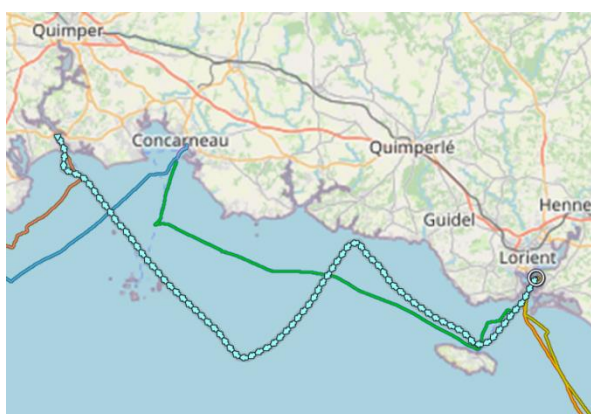 Quimper
Concarneau
Quimperlé
Guidel
Henne
Lorient